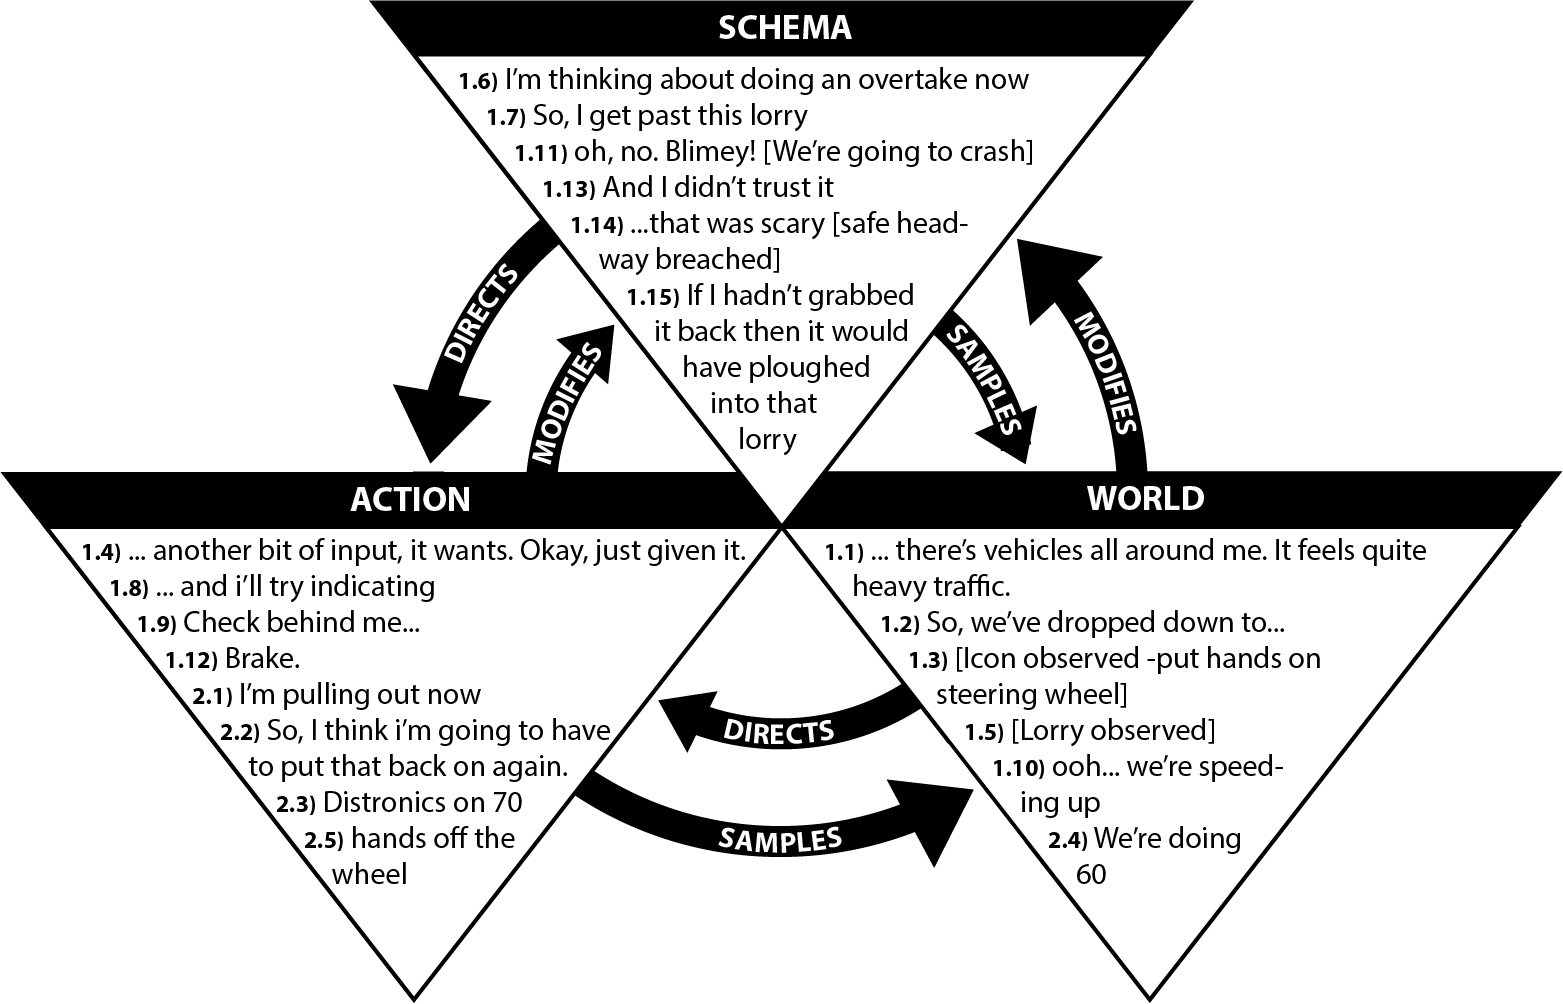 SCHEMA
1.6) I'm thinking about doing an overtake now
1.7) So, I get past this lorry
1.11) oh, no. Blimey! [We're going to crash]
1.13) And I didn't trust it
1.14) ...that was scary [safe head-
way breached]
1.15) If I hadn't grabbed
it back then it would
have ploughed
into that
lorry
DIRECTS
MODIFIES
SAMPLES
MODIFIES
ACTION
1.4) ... another bit of input, it wants. Okay, just given it.
1.8) ... and i'll try indicating
1.9) Check behind me...
1.12) Brake.
2.1) I'm pulling out now
2.2) So, I think i'm going to have
to put that back on again.
2.3) Distronics on 70
2.5) hands off the
wheel
WORLD
1.1) ... there's vehicles all around me. It feels quite
heavy traffic.
1.2) So, we've dropped down to...
1.3) [Icon observed -put hands on
steering wheel]
1.5) [Lorry observed]
1.10) ooh... we're speed-
ing up
2.4) We're doing
60
DIRECTS
SAMPLES